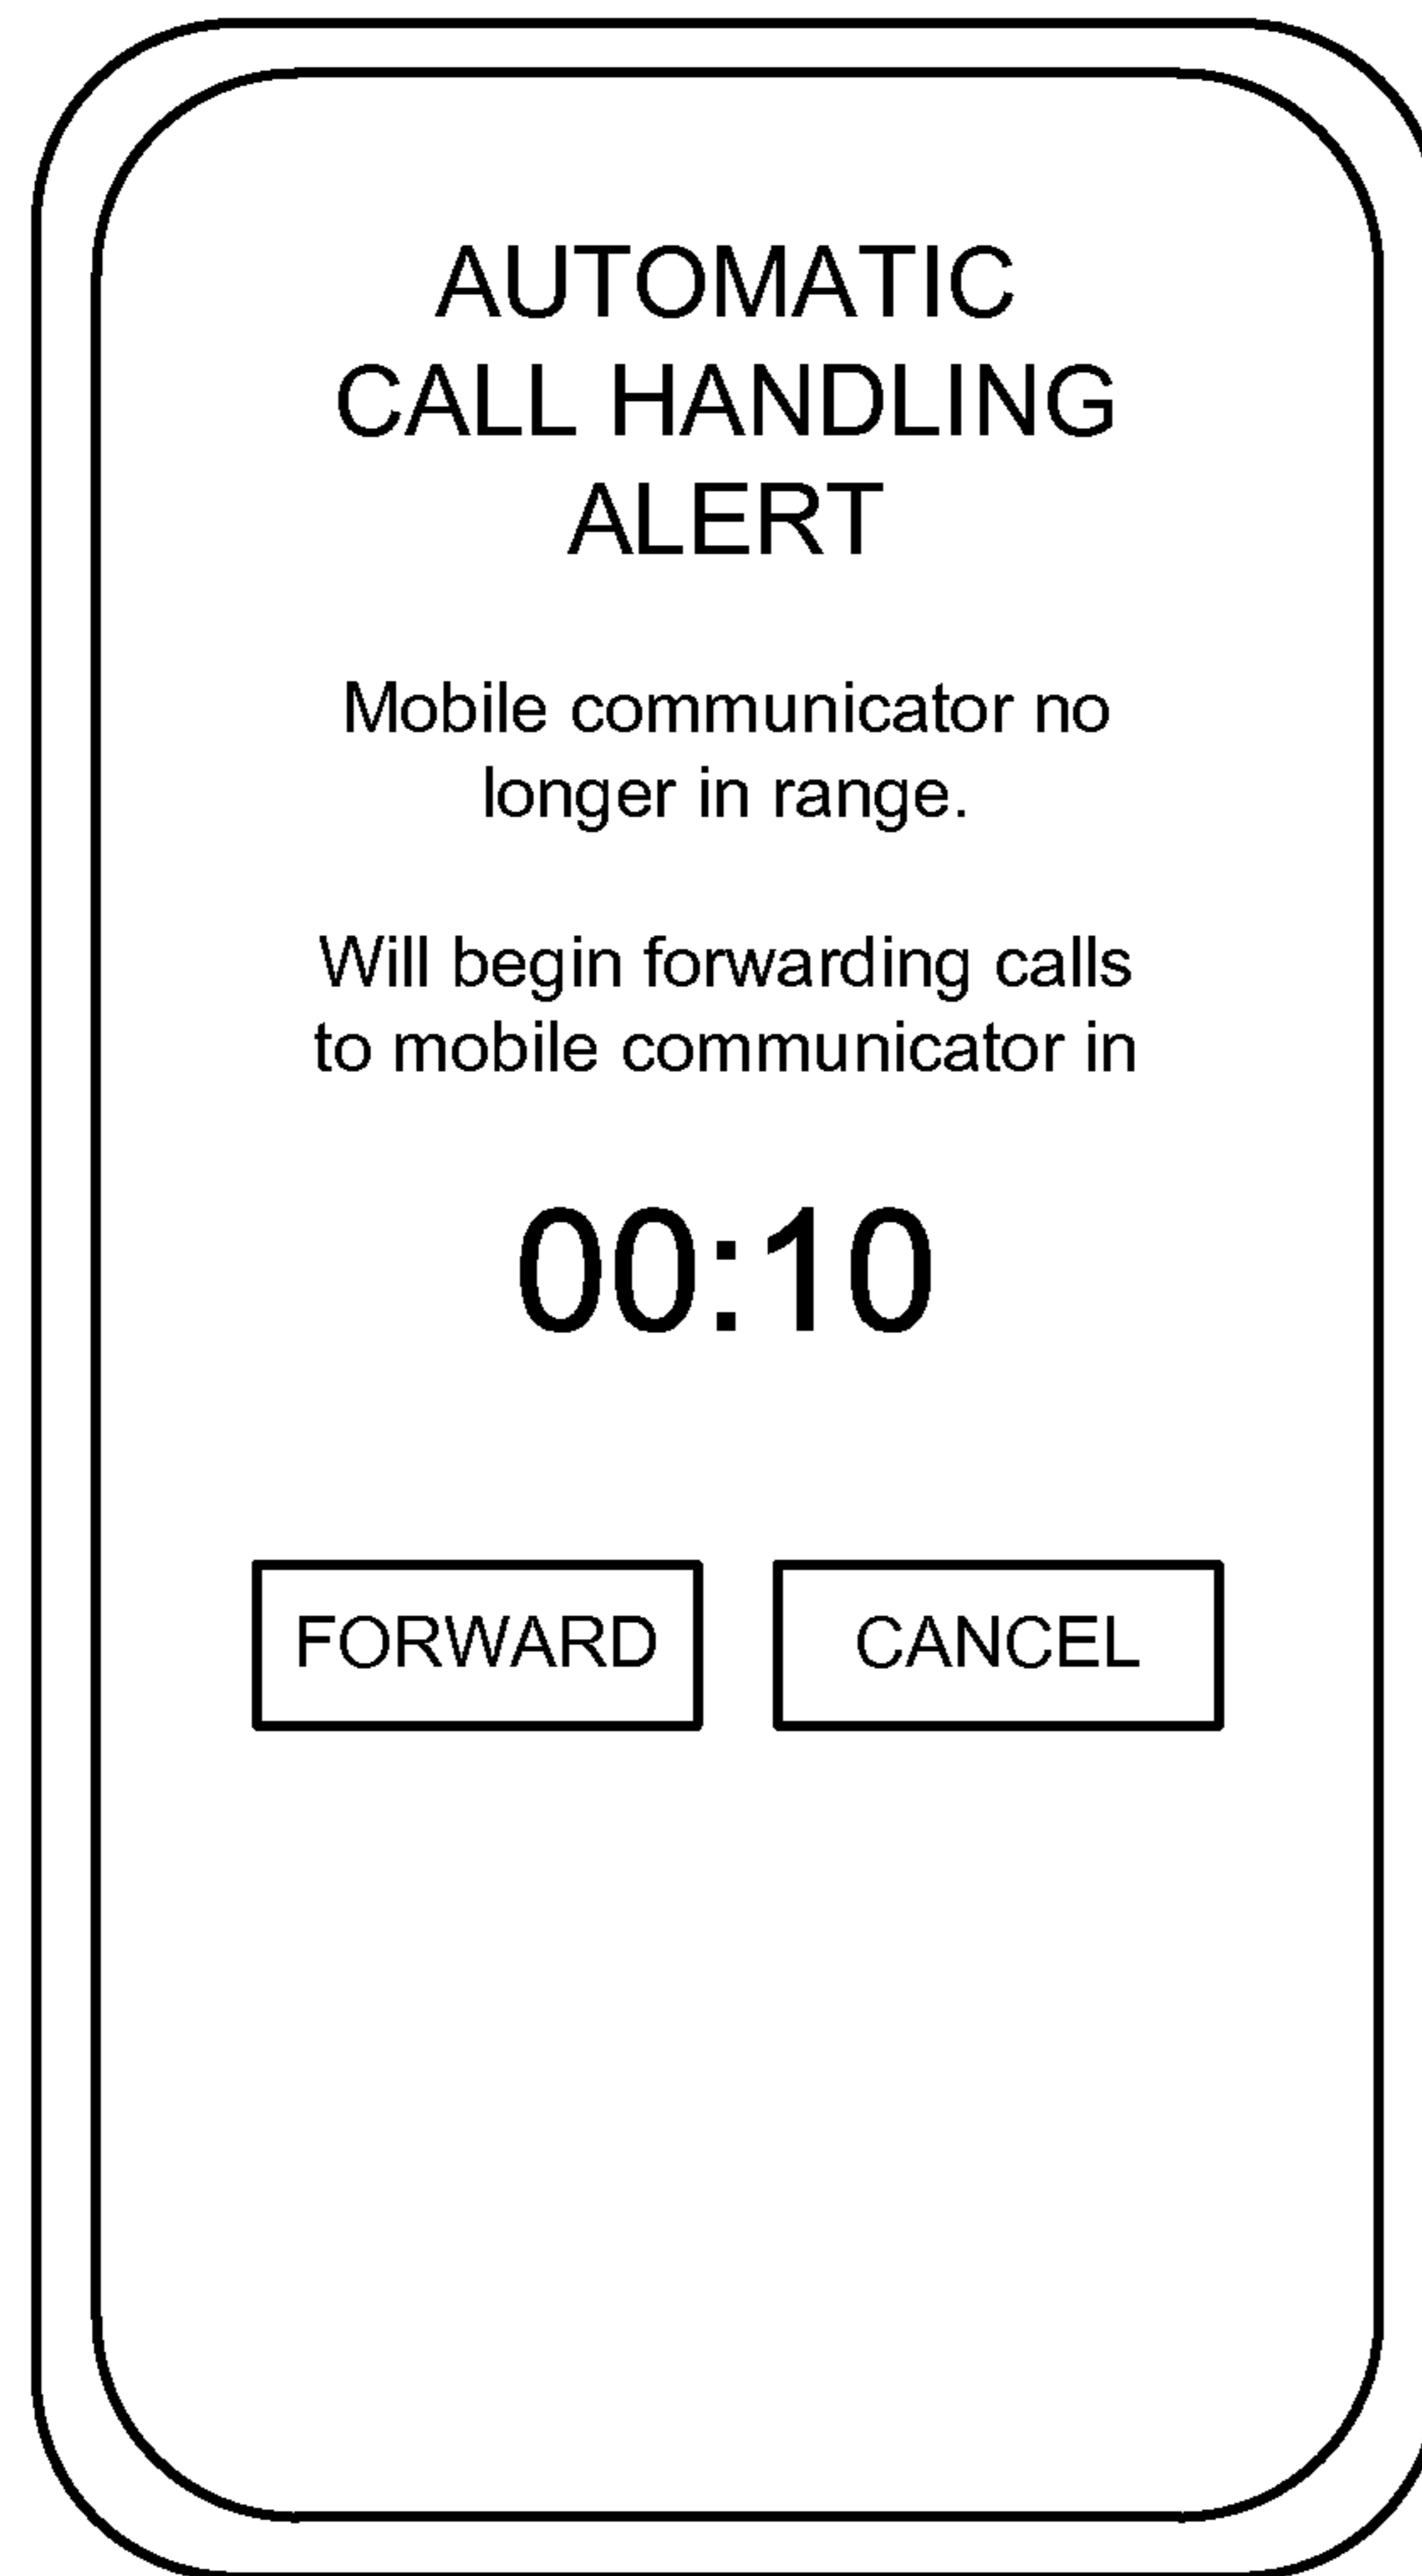 AUTOMATIC
CALL HANDLING
ALERT
Mobile communicator no
longer in range.
Will begin forwarding calls
to mobile communicator in
00:10
FORWARD CANCEL